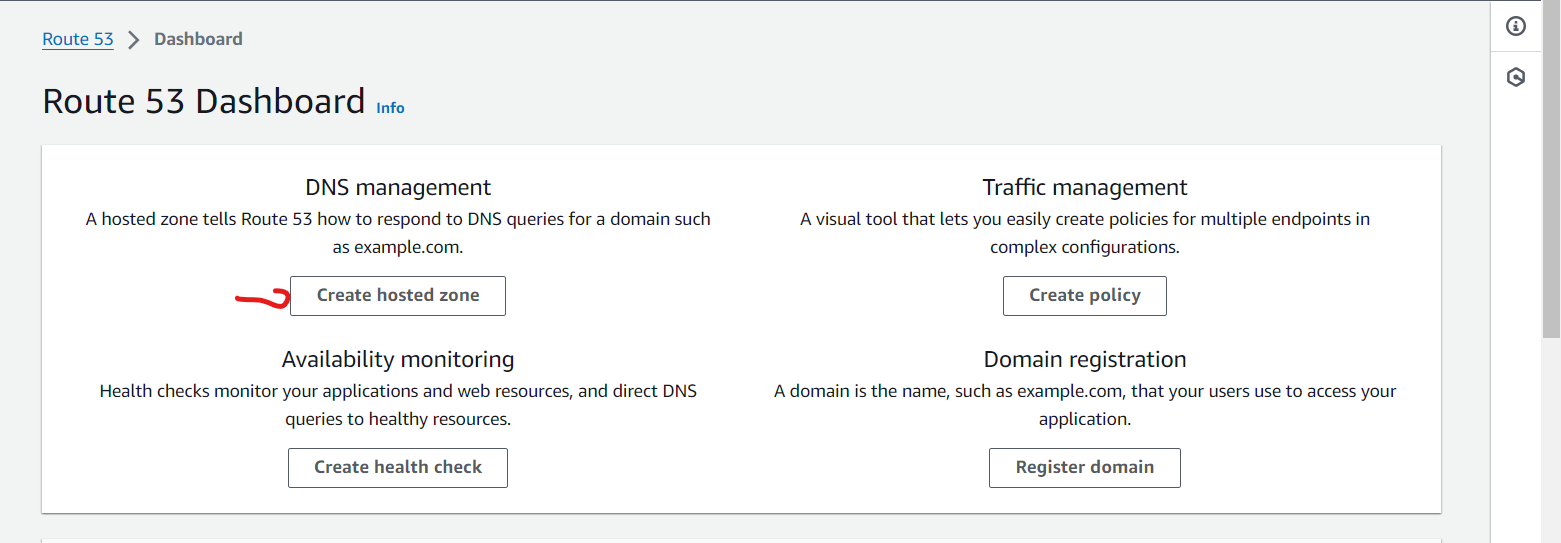 Route 53 > Dashboard
Route 53 Dashboard Info
DNS management
A hosted zone tells Route 53 how to respond to DNS queries for a domain such
as example.com.
Create hosted zone
Traffic management
A visual tool that lets you easily create policies for multiple endpoints in
complex configurations.
Create policy
Availability monitoring
Health checks monitor your applications and web resources, and direct DNS
queries to healthy resources.
Create health check
Domain registration
A domain is the name, such as example.com, that your users use to access your
application.
Register domain